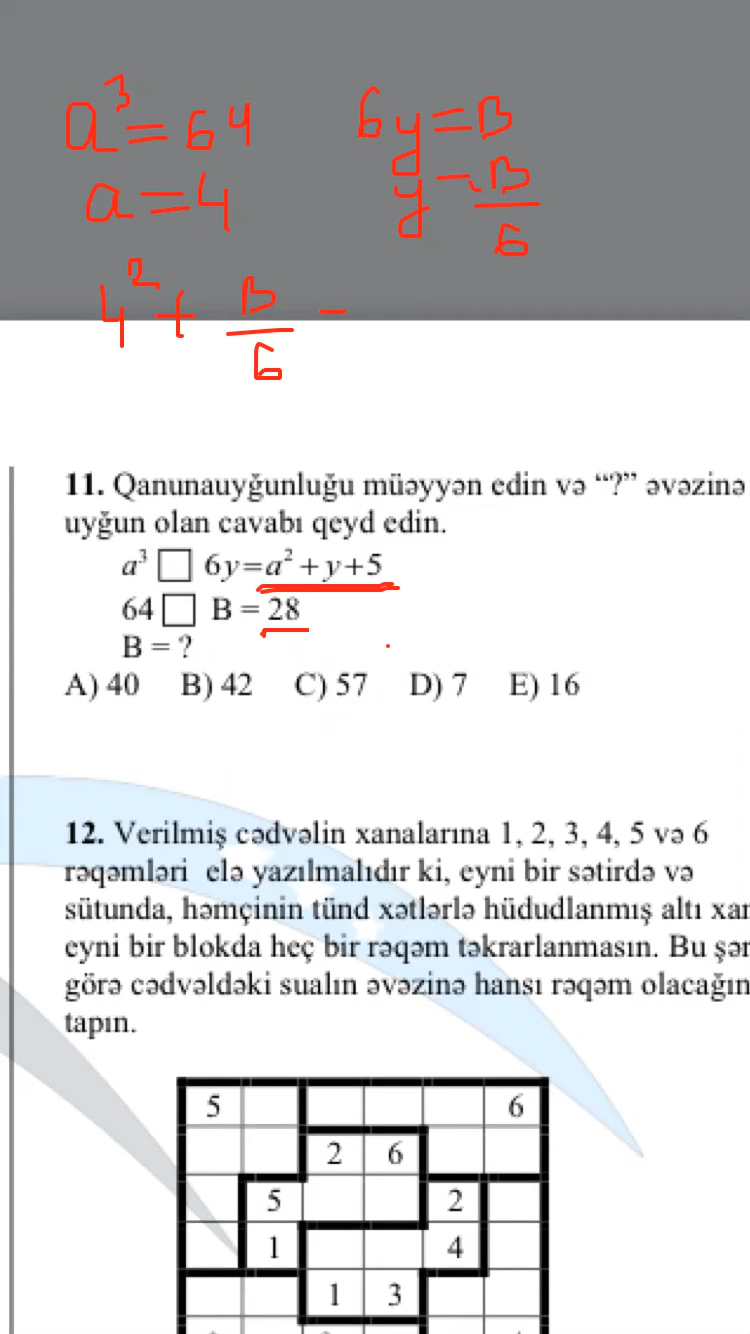 a³=64 6y=B
a=4 y=B/6
4²+B/6=
11. Qanunauyğunluğu müəyyən edin və “?” əvəzinə
uyğun olan cavabı qeyd edin.
a³□ 6y=a²+y+5
64□ B = 28
B = ?
A) 40 B) 42 C) 57 D) 7 E) 16
12. Verilmiş cədvəlin xanalarına 1, 2, 3, 4, 5 və 6
rəqəmləri elə yazılmalıdır ki, eyni bir sətirdə və
sütunda, həmçinin tünd xətlərlə hüdudlanmış altı xan
eyni bir blokda heç bir rəqəm təkrarlanmasın. Bu şər
görə cədvəldəki sualın əvəzinə hansı rəqəm olacağın
tapın.
5 6
2 6
5 2
1 4
1 3